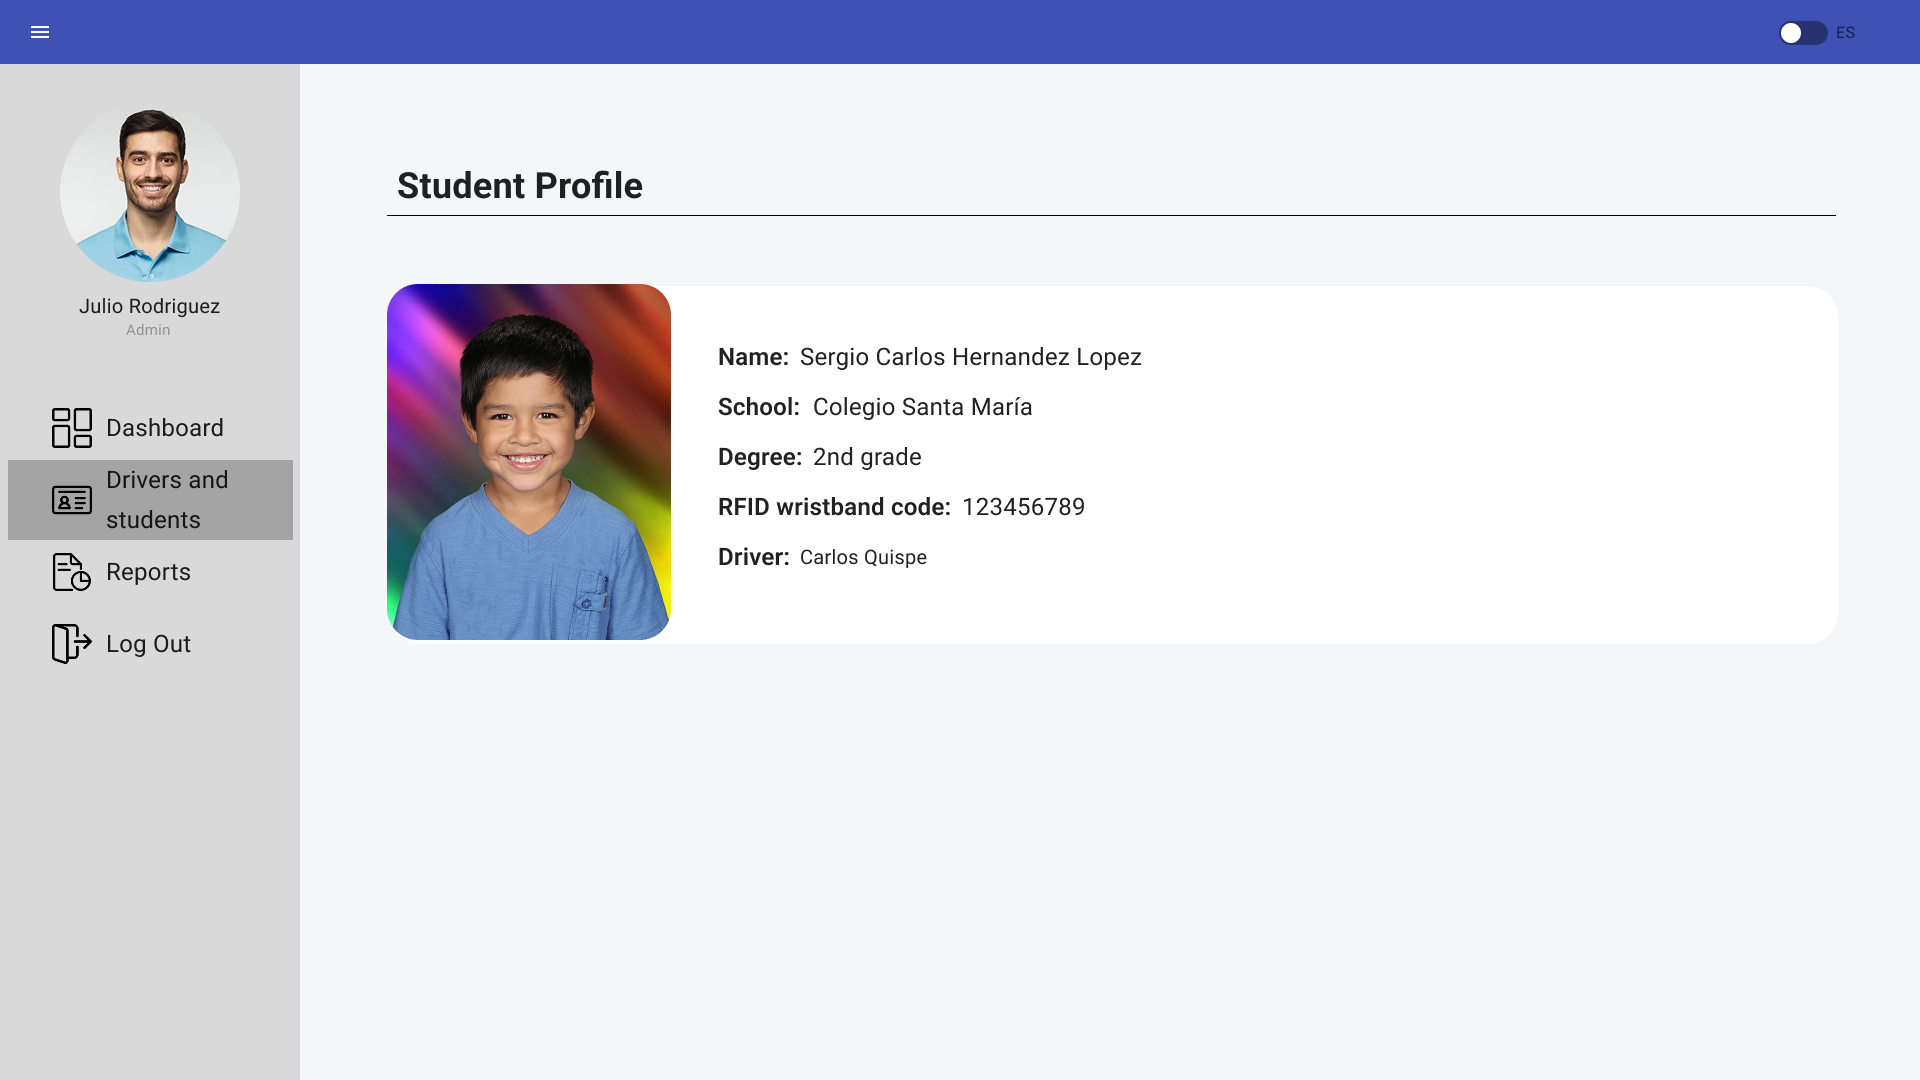 ES
Julio Rodriguez
Admin
Dashboard
Drivers and
students
Reports
Log Out
Student Profile
Name: Sergio Carlos Hernandez Lopez
School: Colegio Santa María
Degree: 2nd grade
RFID wristband code: 123456789
Driver: Carlos Quispe